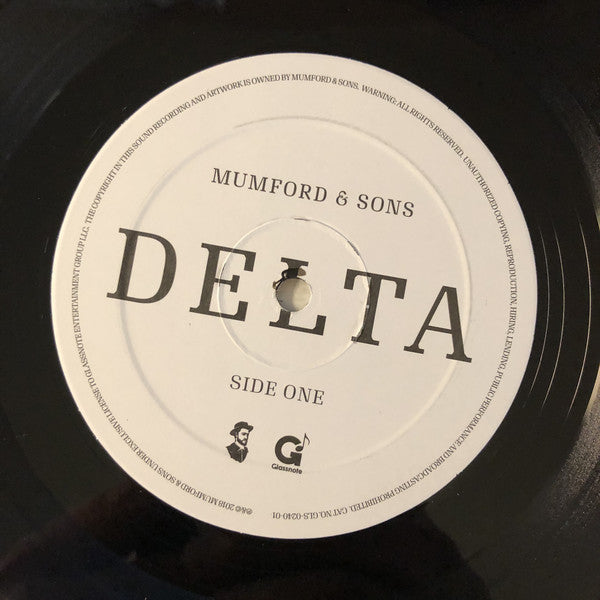 MUMFORD & SONS
DELTA
SIDE ONE
Glassnote
℗&© 2018 MUMFORD & SONS UNDER EXCLUSIVE LICENSE TO GLASSNOTE ENTERTAINMENT GROUP LLC. THE COPYRIGHT IN THIS SOUND RECORDING AND ARTWORK IS OWNED BY MUMFORD & SONS. WARNING: ALL RIGHTS RESERVED. UNAUTHORIZED COPYING, REPRODUCTION, HIRING, LENDING, PUBLIC PERFORMANCE AND BROADCASTING PROHIBITED. CAT NO. GLS-0240-01